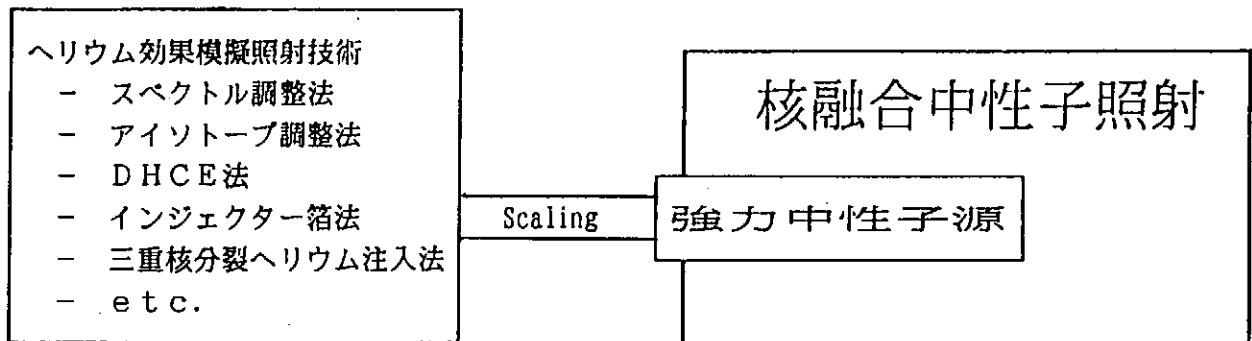 ヘリウム効果模擬照射技術
－ スペクトル調整法
－ アイソトープ調整法
－ ＤＨＣＥ法
－ インジェクター箔法
－ 三重核分裂ヘリウム注入法
－ ｅｔｃ．
Scaling
核融合中性子照射
強力中性子源